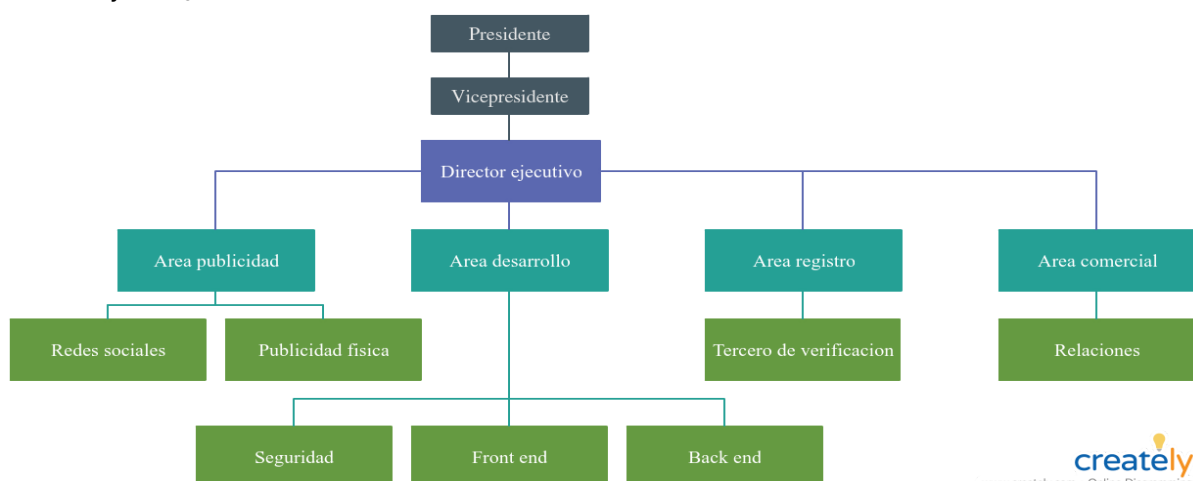 Presidente
Vicepresidente
Director ejecutivo
Area publicidad
Area desarrollo
Area registro
Area comercial
Redes sociales
Publicidad fisica
Tercero de verificacion
Relaciones
Seguridad
Front end
Back end
creately